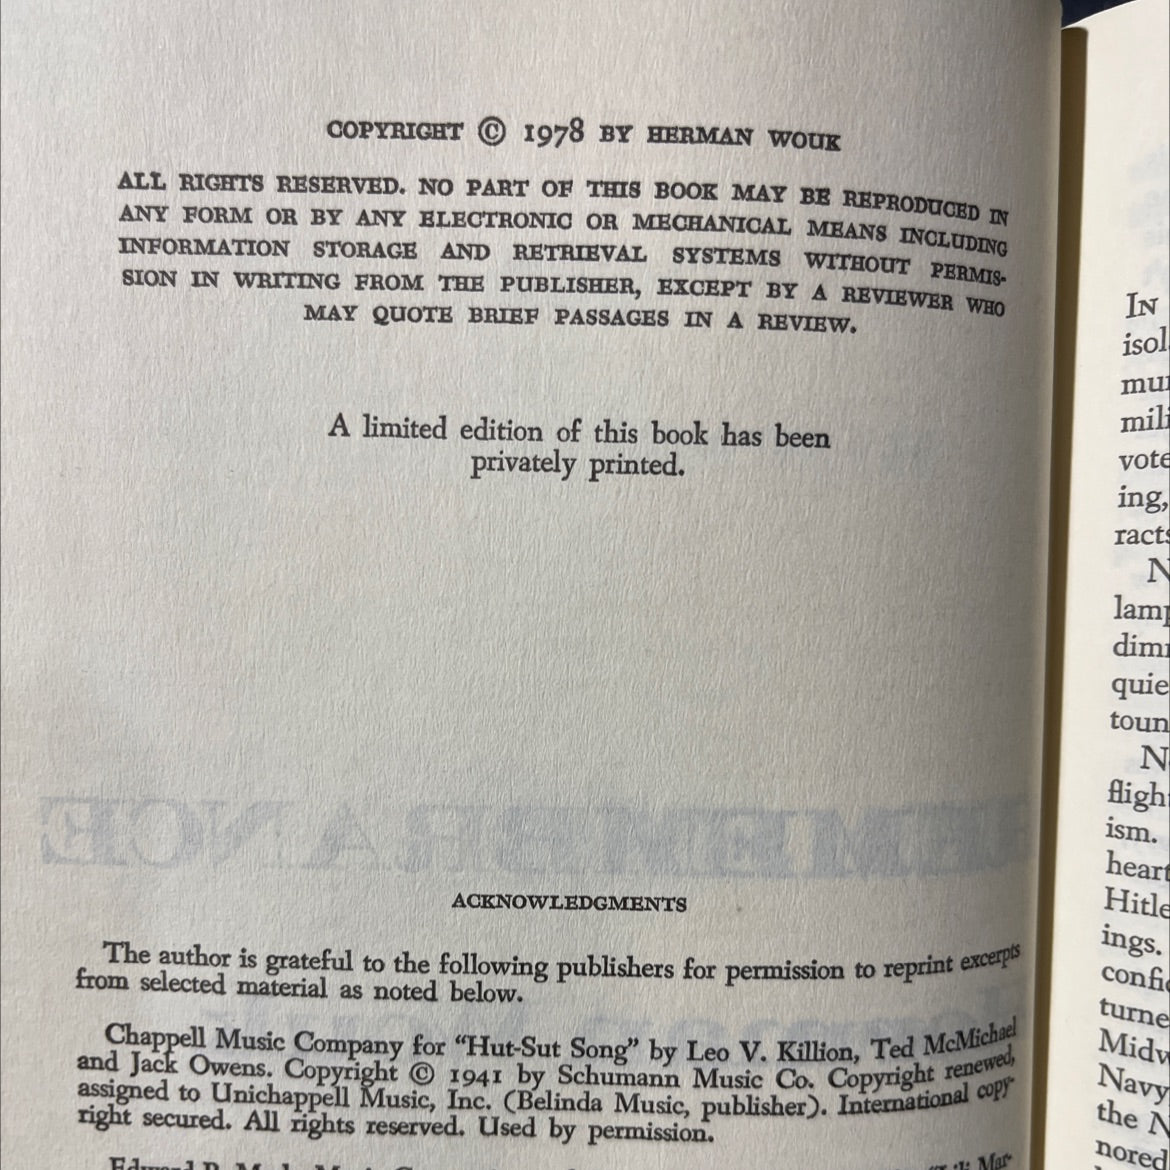 COPYRIGHT © 1978 BY HERMAN WOUK
ALL RIGHTS RESERVED. NO PART OF THIS BOOK MAY BE REPRODUCED IN
ANY FORM OR BY ANY ELECTRONIC OR MECHANICAL MEANS INCLUDING
INFORMATION STORAGE AND RETRIEVAL SYSTEMS WITHOUT PERMIS-
SION IN WRITING FROM THE PUBLISHER, EXCEPT BY A REVIEWER WHO
MAY QUOTE BRIEF PASSAGES IN A REVIEW.
A limited edition of this book has been
privately printed.
ACKNOWLEDGMENTS
The author is grateful to the following publishers for permission to reprint excerpts
from selected material as noted below.
Chappell Music Company for "Hut-Sut Song" by Leo V. Killion, Ted McMichael
and Jack Owens. Copyright © 1941 by Schumann Music Co. Copyright renewed,
assigned to Unichappell Music, Inc. (Belinda Music, publisher). International copy-
right secured. All rights reserved. Used by permission.
In
isol
mu
mili
vote
ing,
racts
N
lamp
dim
quie
toun
N
fligh
ism.
heart
Hitle
ings.
confi
turne
Midw
Navy
the N
nored